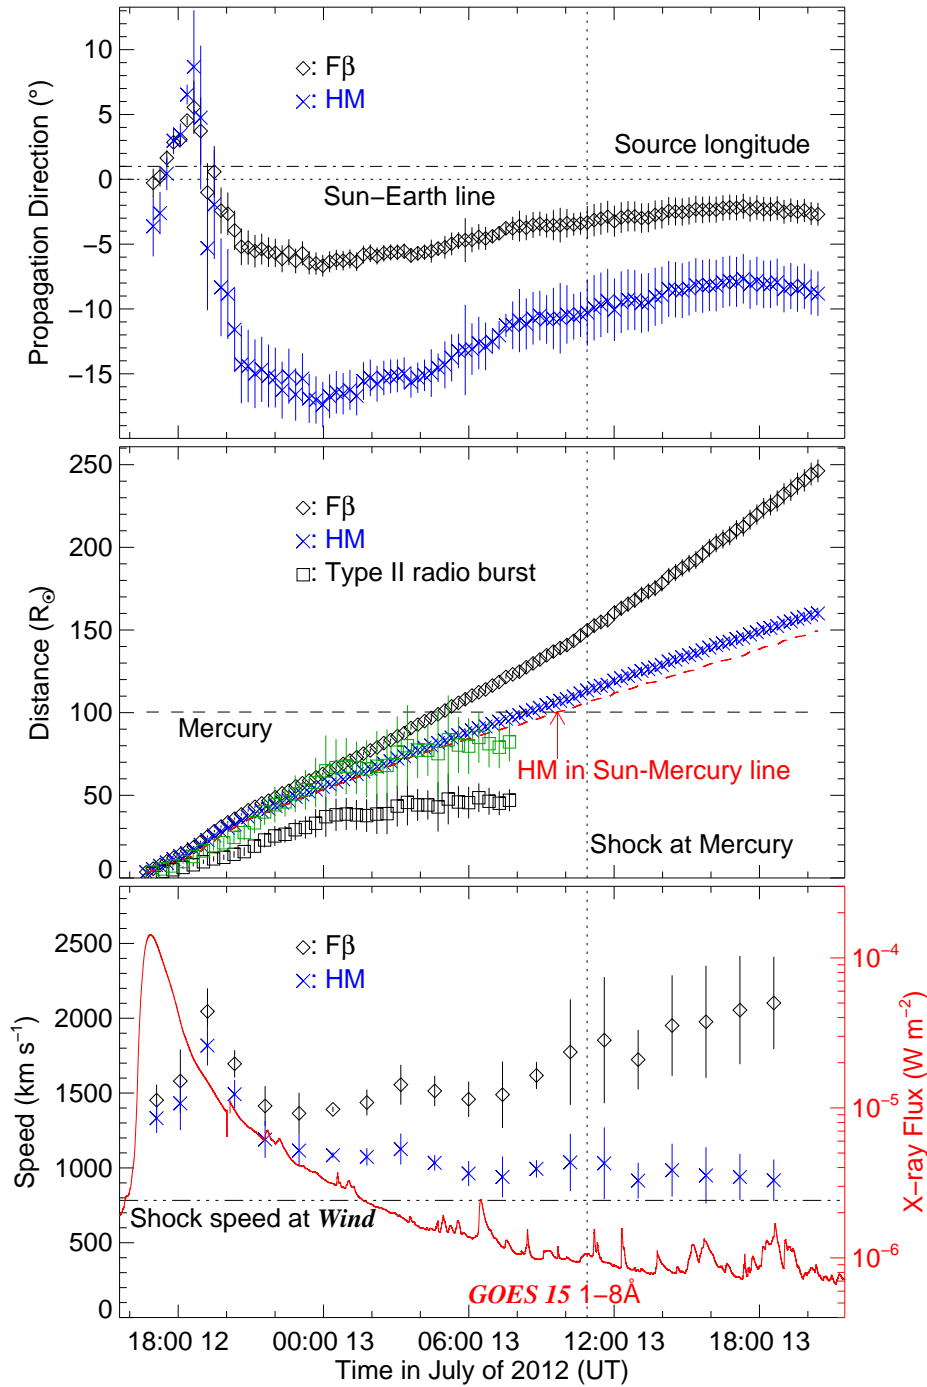 10
5
0
−5
−10
−15
Propagation Direction (°)
◇: Fβ
×: HM
Source longitude
Sun−Earth line
250
200
150
100
50
0
Distance (R☉)
◇: Fβ
×: HM
□: Type II radio burst
Mercury
HM in Sun-Mercury line
Shock at Mercury
2500
2000
1500
1000
500
0
Speed (km s⁻¹)
◇: Fβ
×: HM
Shock speed at Wind
GOES 15 1−8Å
10⁻⁴
10⁻⁵
10⁻⁶
X−ray Flux (W m⁻²)
18:00 12
00:00 13
06:00 13
12:00 13
18:00 13
Time in July of 2012 (UT)